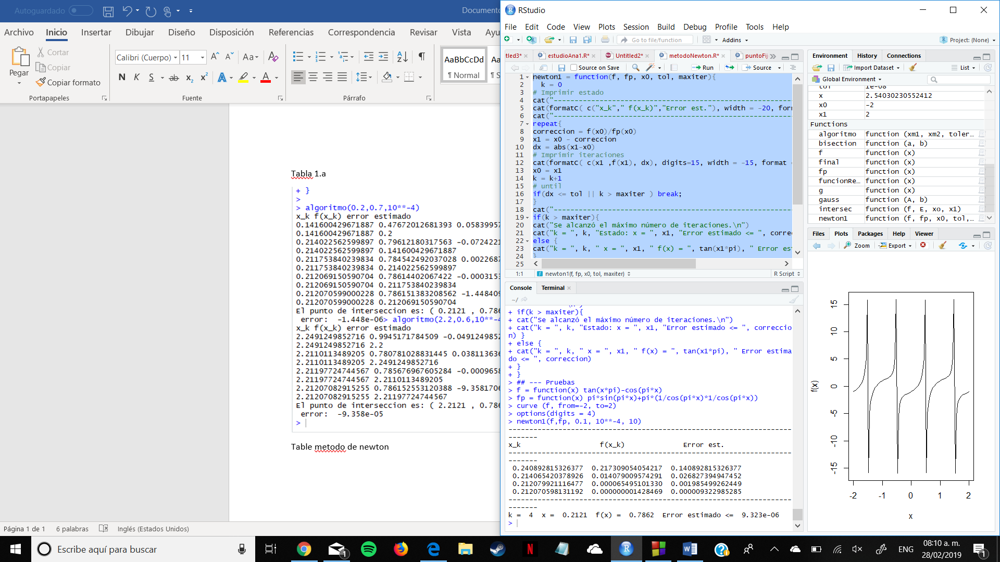 Autoguardado
Documento
Archivo Inicio Insertar Dibujar Diseño Disposición Referencias Correspondencia Revisar Vista Ayu
Pegar
Cortar
Copiar
Copiar formato
Portapapeles
Calibri (Cuerpo) 11
N K S ab x₂ x² A A
Fuente
Párrafo
AaBbCcDd
¶ Normal
Tabla 1.a
+ }
>
> algoritmo(0.2,0.7,10**-4)
x_k f(x_k) error estimado
0.141600429671887 0.47672012681393 0.05839957
0.141600429671887 0.2
0.214022562599897 0.79612180317563 -0.0724221
0.214022562599897 0.141600429671887
0.211753840239834 0.784542492037028 0.0022687
0.211753840239834 0.214022562599897
0.212069150590704 0.78614402067422 -0.0003153
0.212069150590704 0.211753840239834
0.212070599000228 0.786151383208562 -1.448409
0.212070599000228 0.212069150590704
El punto de interseccion es: ( 0.2121 , 0.786
error:  -1.448e-06> algoritmo(2.2,0.6,10**-4
x_k f(x_k) error estimado
2.2491249852716 0.9945171784509 -0.0491249852
2.2491249852716 2.2
2.2110113489205 0.780781028831445 0.038113636
2.2110113489205 2.2491249852716
2.21197724744567 0.785676967605284 -0.0009658
2.21197724744567 2.2110113489205
2.21207082915255 0.786152553120388 -9.3581706
2.21207082915255 2.21197724744567
El punto de interseccion es: ( 2.2121 , 0.786
error:  -9.358e-05
>
Table metodo de newton
Página 1 de 1 6 palabras Inglés (Estados Unidos)
RStudio
File Edit Code View Plots Session Build Debug Profile Tools Help
Go to file/function Addins Project: (None)
tled3* estudioAna1.R* Untitled2* metodoNewton.R* puntoFij
Source on Save Run Source
1 newton1 = function(f, fp, x0, tol, maxiter){
2 k = 0
3 # Imprimir estado
4 cat("---------------------------------------------------------------
5 cat(formatC( c("x_k"," f(x_k)","Error est."), width = -20, for
6 cat("---------------------------------------------------------------
7 repeat{
8 correccion = f(x0)/fp(x0)
9 x1 = x0 - correccion
10 dx = abs(x1-x0)
11 # Imprimir iteraciones
12 cat(formatC( c(x1 ,f(x1), dx), digits=15, width = -15, format =
13 x0 = x1
14 k = k+1
15 # until
16 if(dx <= tol || k > maxiter ) break;
17 }
18 cat("---------------------------------------------------------------
19 if(k > maxiter){
20 cat("Se alcanzó el máximo número de iteraciones.\n")
21 cat("k = ", k, "Estado: x = ", x1, "Error estimado <= ", correc
22 else {
23 cat("k = ", k, " x = ", x1, " f(x) = ", tan(x1*pi), " Error es
24 }
25
1:1 newton1(f, fp, x0, tol, maxiter) R Script
Console Terminal
~/
+ if(k > maxiter){
+ cat("Se alcanzó el máximo número de iteraciones.\n")
+ cat("k = ", k, "Estado: x = ", x1, "Error estimado <= ", correccio
n) }
+ else {
+ cat("k = ", k, " x = ", x1, " f(x) = ", tan(x1*pi), " Error estima
do <= ", correccion)
+ }
+ }
> ## --- Pruebas
> f = function(x) tan(x*pi)-cos(pi*x)
> fp = function(x) pi*sin(pi*x)+pi*(1/cos(pi*x)*1/cos(pi*x))
> curve (f, from=-2, to=2)
> options(digits = 4)
> newton1(f,fp, 0.1, 10**-4, 10)
---------------------------------------------------------------------
-------
x_k f(x_k) Error est.
---------------------------------------------------------------------
-------
0.240892815326377 0.217309054054217 0.140892815326377
0.214065420378926 0.014079009574291 0.026827394947452
0.212079921116477 0.000065495101330 0.001985499262449
0.212070598131192 0.000000001428469 0.000009322985285
---------------------------------------------------------------------
-------
k =  4  x =  0.2121  f(x) =  0.7862  Error estimado <=  9.323e-06
>
Environment History Connections
Import Dataset List
Global Environment
tol 1e-08
x 2.54030230552412
x0 -2
x1 2
Functions
algoritmo function (xm1, xm2, toler…
bisection function (a, b)
f function (x)
final function (x)
fp function (x)
funcionRe… function (x)
g function (x)
gauss function (A, b)
intersec function (f, E, xo, x1)
newton1 function (f, fp, x0, tol,…
Files Plots Packages Help Viewer
Zoom Export
f(x)
15
10
5
0
-5
-10
-15
-2 -1 0 1 2
x
Escribe aquí para buscar
1
ENG
08:10 a. m.
28/02/2019
1